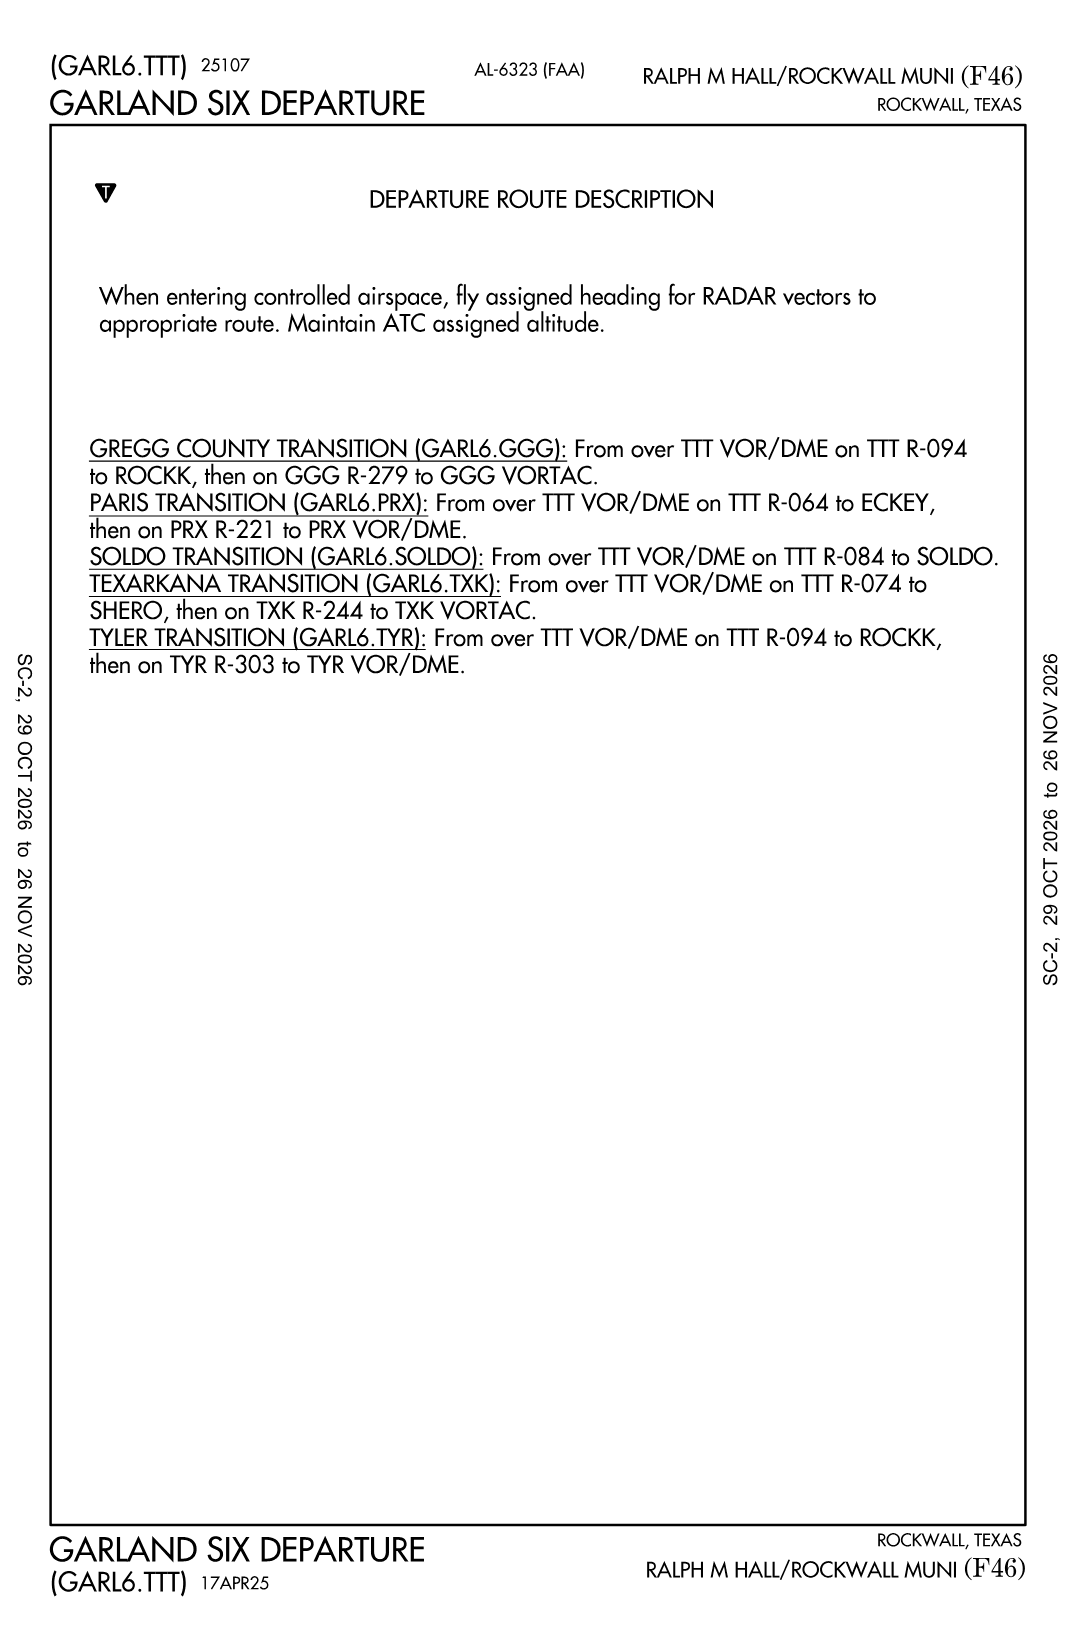 (GARL6.TTT) 25107
AL-6323 (FAA)
RALPH M HALL/ROCKWALL MUNI (F46)
GARLAND SIX DEPARTURE
ROCKWALL, TEXAS
T
DEPARTURE ROUTE DESCRIPTION
When entering controlled airspace, fly assigned heading for RADAR vectors to
appropriate route. Maintain ATC assigned altitude.
GREGG COUNTY TRANSITION (GARL6.GGG): From over TTT VOR/DME on TTT R-094
to ROCKK, then on GGG R-279 to GGG VORTAC.
PARIS TRANSITION (GARL6.PRX): From over TTT VOR/DME on TTT R-064 to ECKEY,
then on PRX R-221 to PRX VOR/DME.
SOLDO TRANSITION (GARL6.SOLDO): From over TTT VOR/DME on TTT R-084 to SOLDO.
TEXARKANA TRANSITION (GARL6.TXK): From over TTT VOR/DME on TTT R-074 to
SHERO, then on TXK R-244 to TXK VORTAC.
TYLER TRANSITION (GARL6.TYR): From over TTT VOR/DME on TTT R-094 to ROCKK,
then on TYR R-303 to TYR VOR/DME.
SC-2, 29 OCT 2026 to 26 NOV 2026
SC-2, 29 OCT 2026 to 26 NOV 2026
GARLAND SIX DEPARTURE
ROCKWALL, TEXAS
(GARL6.TTT) 17APR25
RALPH M HALL/ROCKWALL MUNI (F46)